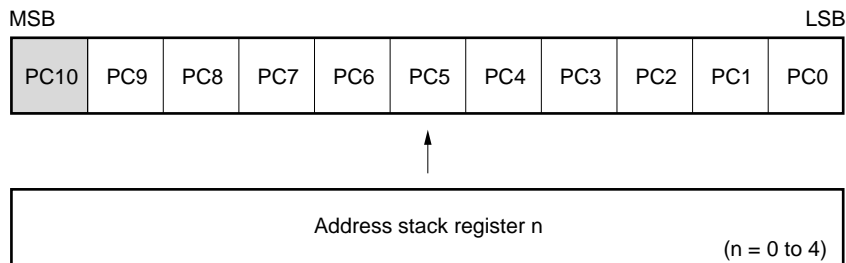 MSB LSB
PC10 PC9 PC8 PC7 PC6 PC5 PC4 PC3 PC2 PC1 PC0
Address stack register n
(n = 0 to 4)